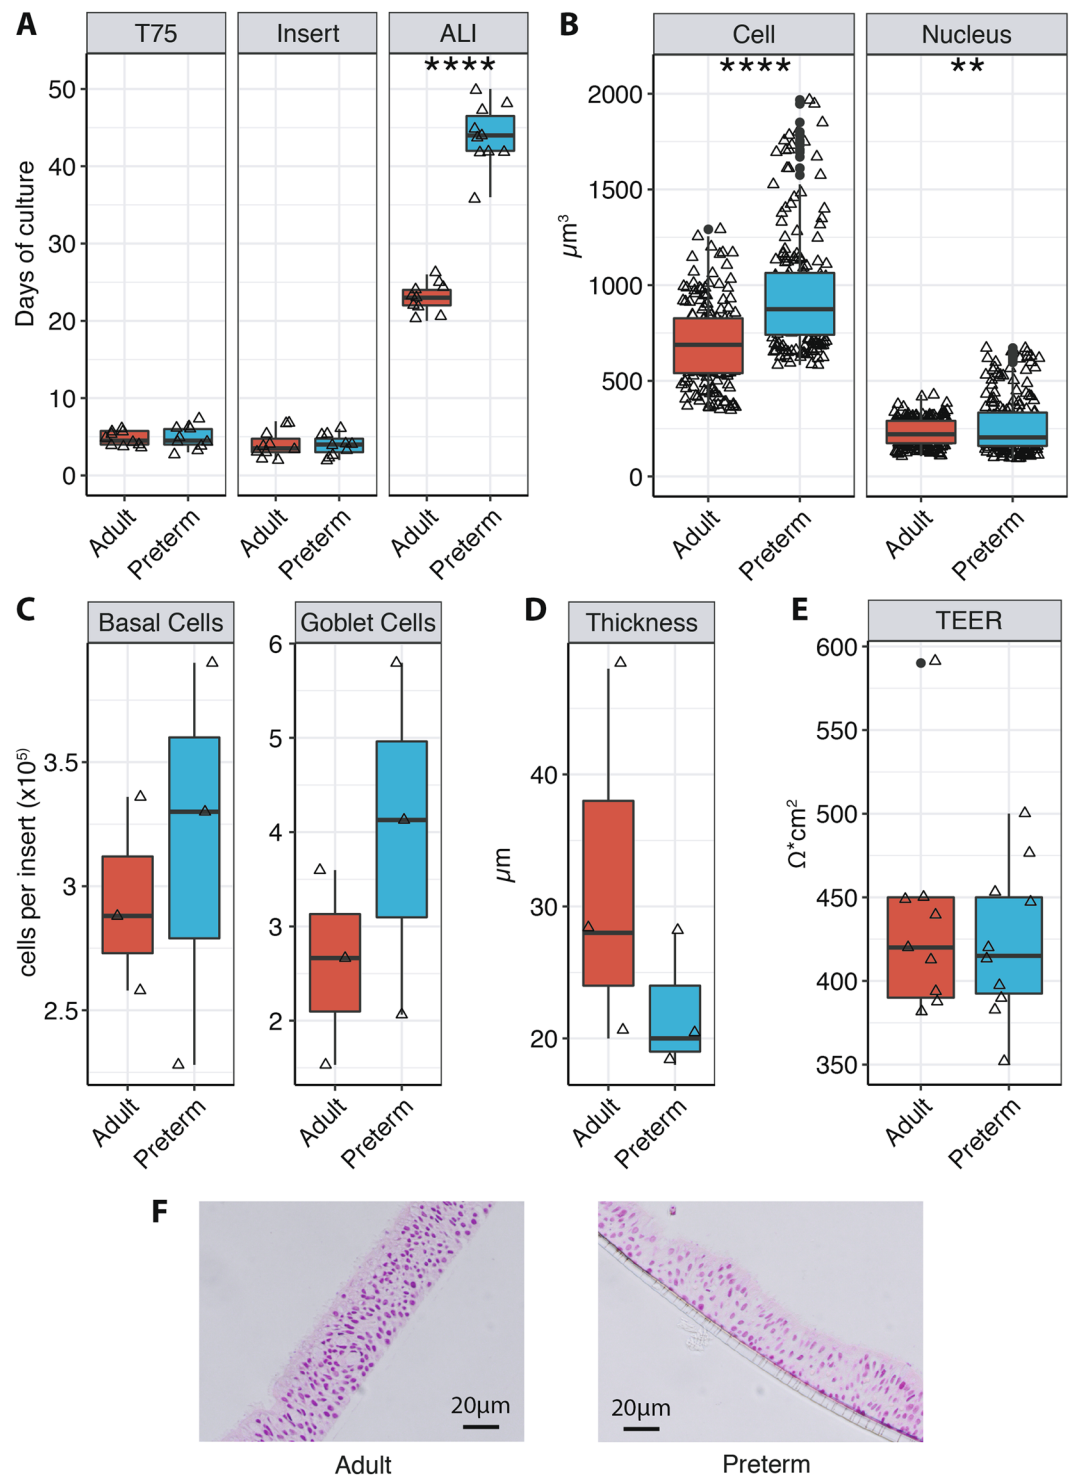 A
T75
Insert
ALI
****
Days of culture
50
40
30
20
10
0
Adult
Preterm
Adult
Preterm
Adult
Preterm
B
Cell
Nucleus
****
**
µm³
2000
1500
1000
500
0
Adult
Preterm
Adult
Preterm
C
Basal Cells
Goblet Cells
cells per insert (x10⁵⁾
3.5
3
2.5
6
5
4
3
2
Adult
Preterm
Adult
Preterm
D
Thickness
µm
40
30
20
Adult
Preterm
E
TEER
Ω*cm²
600
550
500
450
400
350
Adult
Preterm
F
20µm
20µm
Adult
Preterm